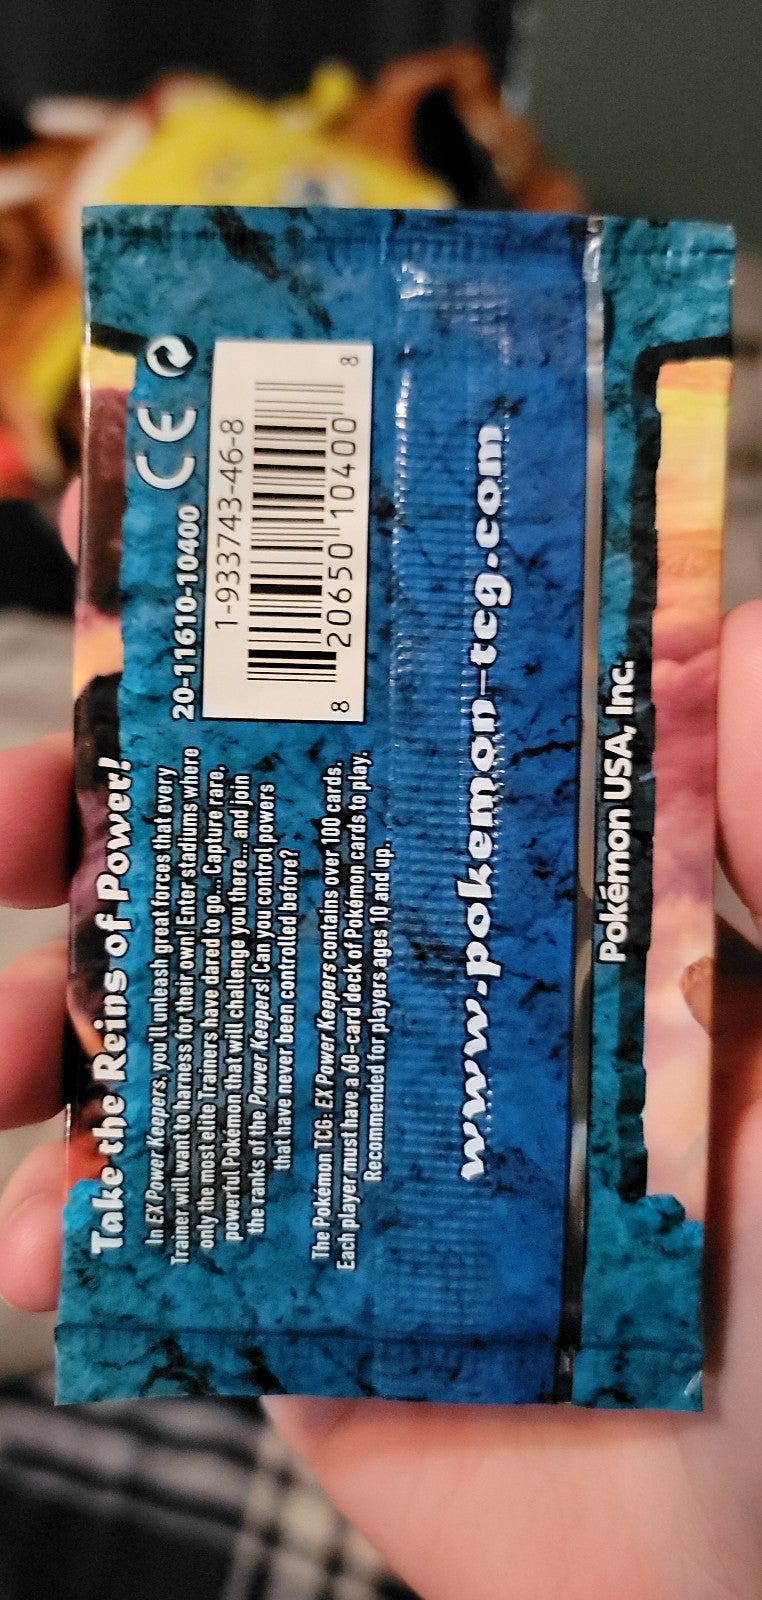 Take the Reins of Power!
In EX Power Keepers, you'll unleash great forces that every
Trainer will want to harness for their own! Enter stadiums where
only the most elite Trainers have dared to go... Capture rare,
powerful Pokémon that will challenge you there... and join
the ranks of the Power Keepers! Can you control powers
that have never been controlled before?
The Pokémon TCG: EX Power Keepers contains over 100 cards.
Each player must have a 60-card deck of Pokémon cards to play.
Recommended for players ages 10 and up.
20-11610-10400
CE
1-933743-46-8
8 20650 10400 8
www.pokemon-tcg.com
Pokémon USA, Inc.